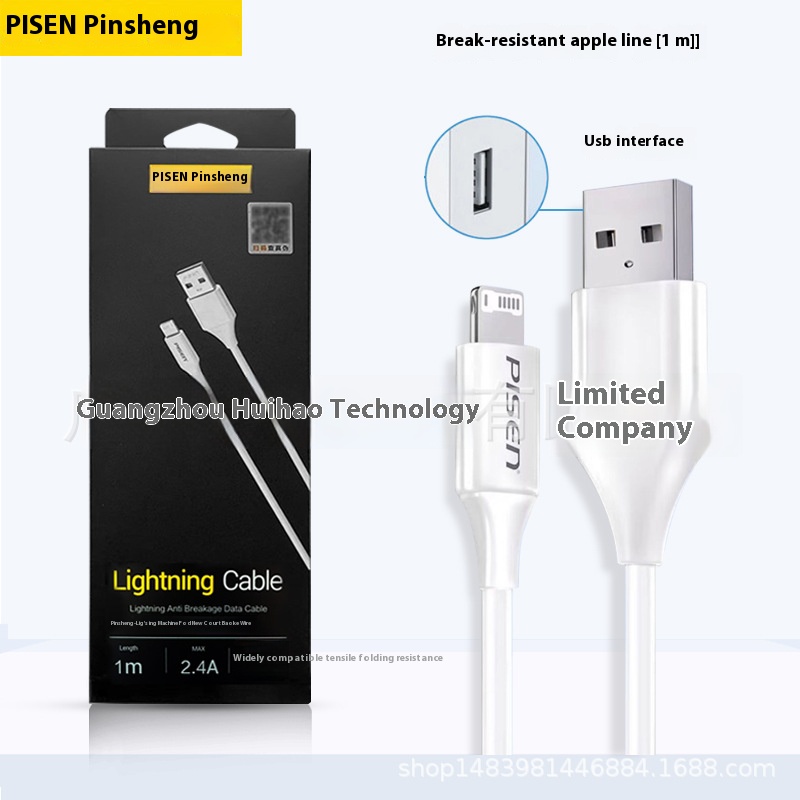 PISEN Pinsheng
Break-resistant apple line [1 m]]
Usb interface
PISEN Pinsheng
PISEN
PISEN
Guangzhou Huihao Technology
Limited
Company
Lightning Cable
Lightning Anti Breakage Data Cable
Length
1m
MAX
2.4A
Widely compatible tensile folding resistance
shop1483981446884.1688.com